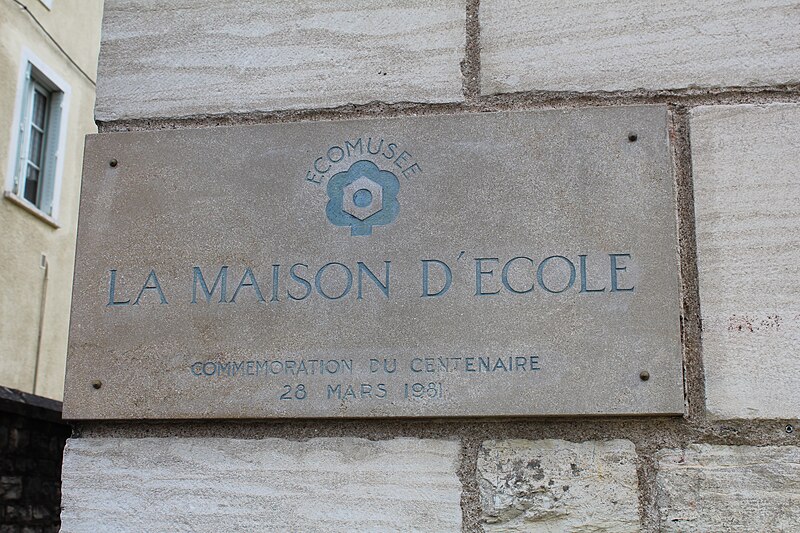 ECOMUSEE
LA MAISON D'ECOLE
COMMEMORATION DU CENTENAIRE
28 MARS 1981